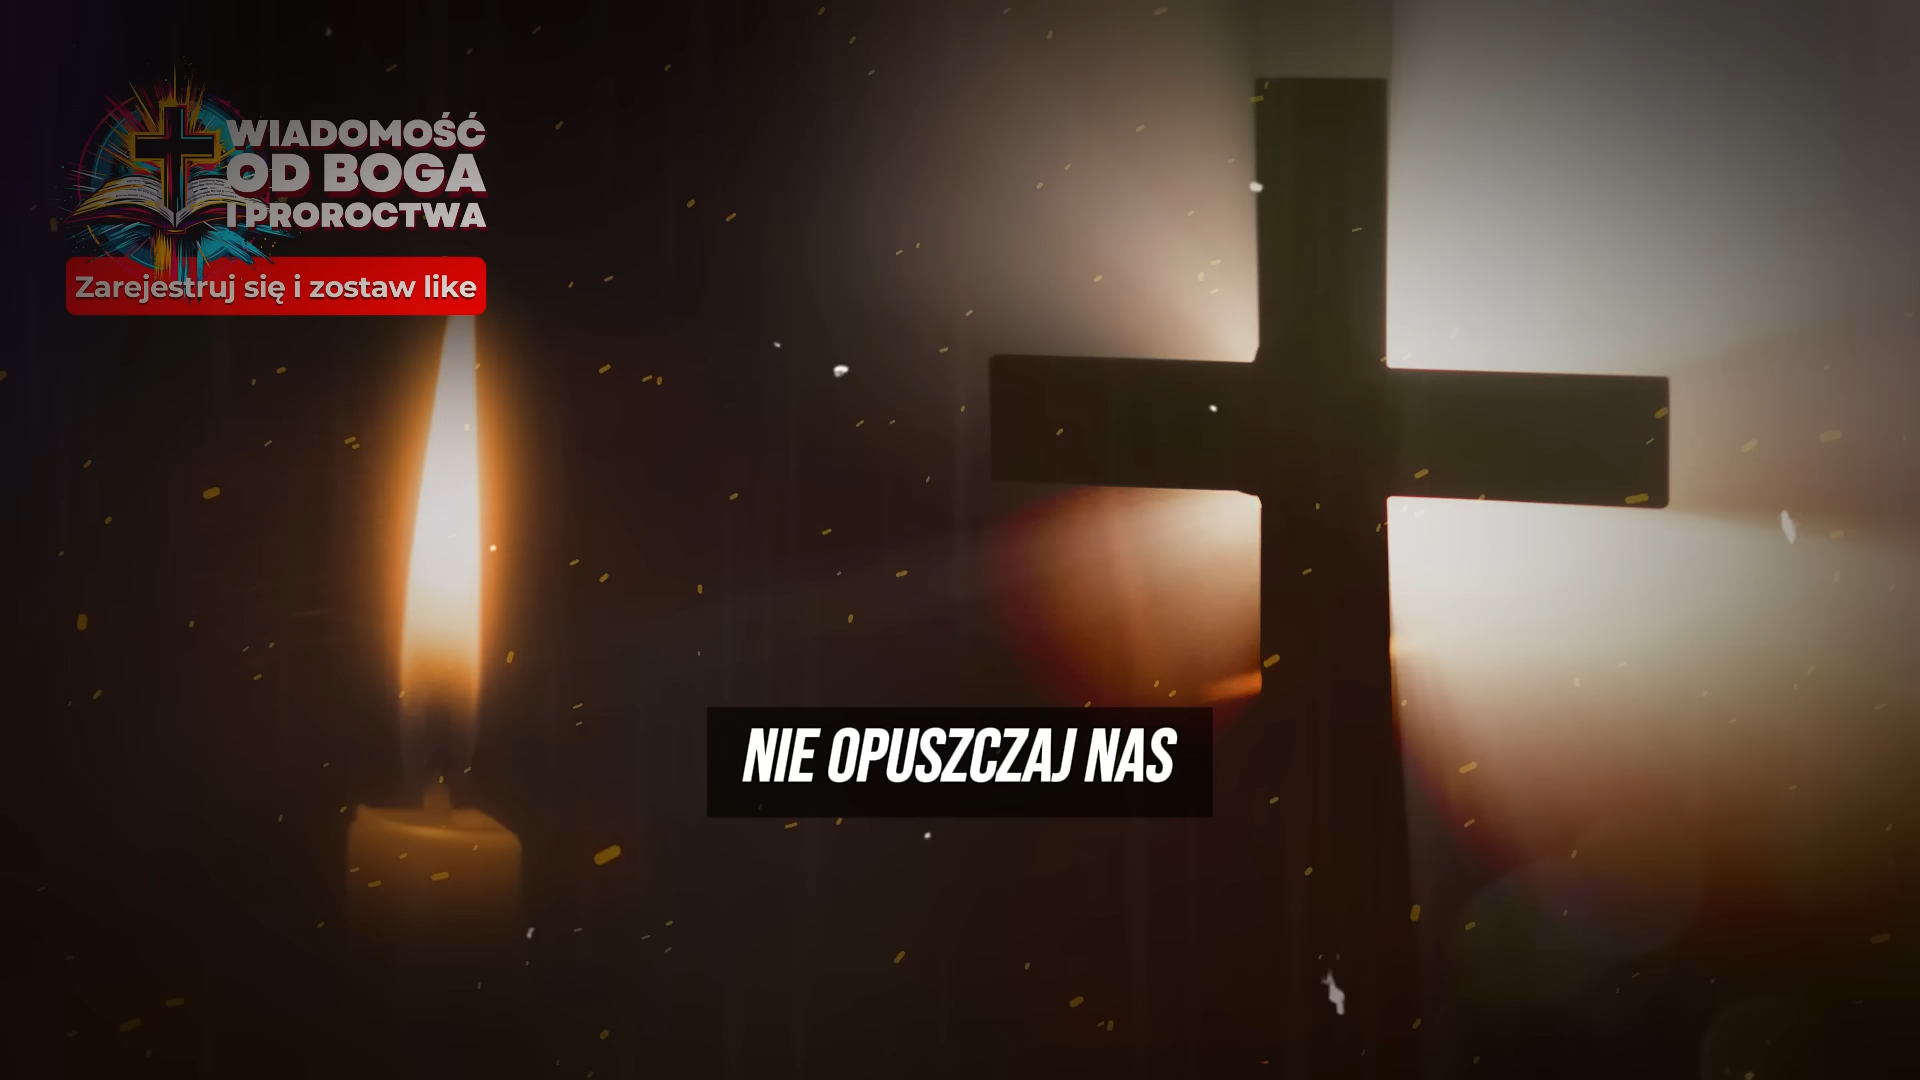 WIADOMOŚĆ
OD BOGA
I PROROCTWA
Zarejestruj się i zostaw like
NIE OPUSZCZAJ NAS